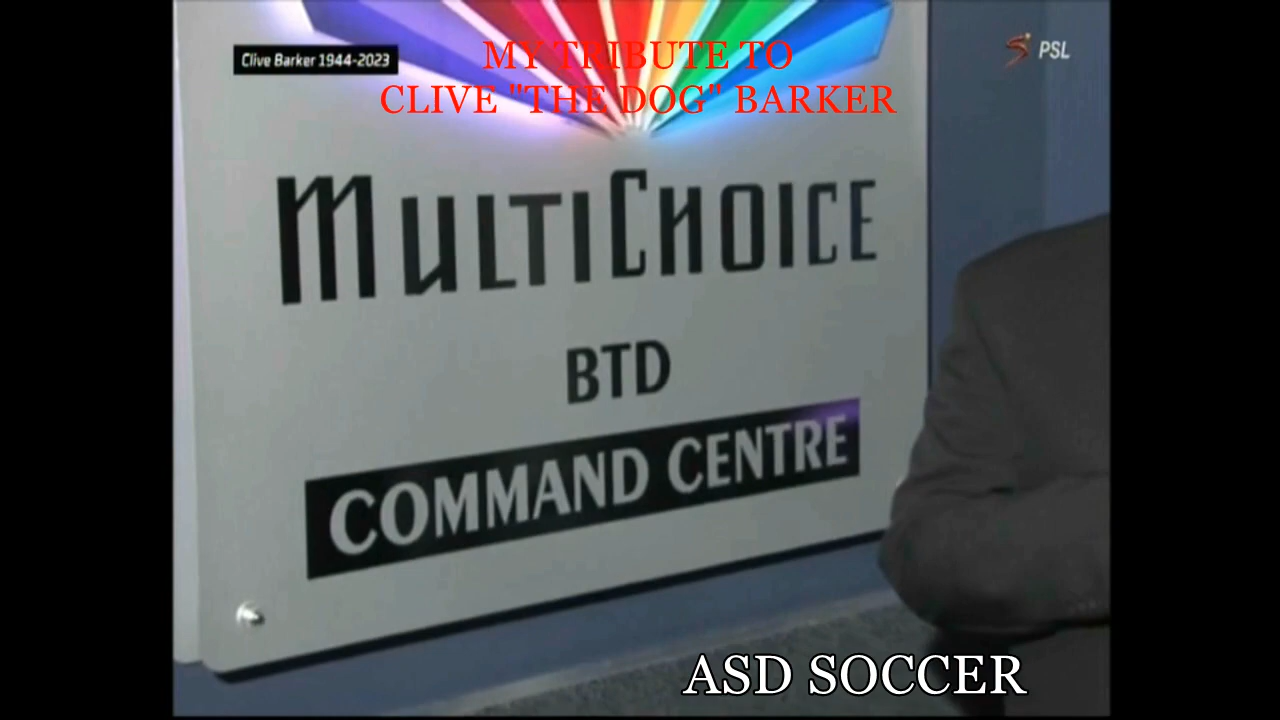 Clive Barker 1944-2023
MY TRIBUTE TO
CLIVE "THE DOG" BARKER
PSL
MULTICHOICE
BTD
COMMAND CENTRE
ASD SOCCER